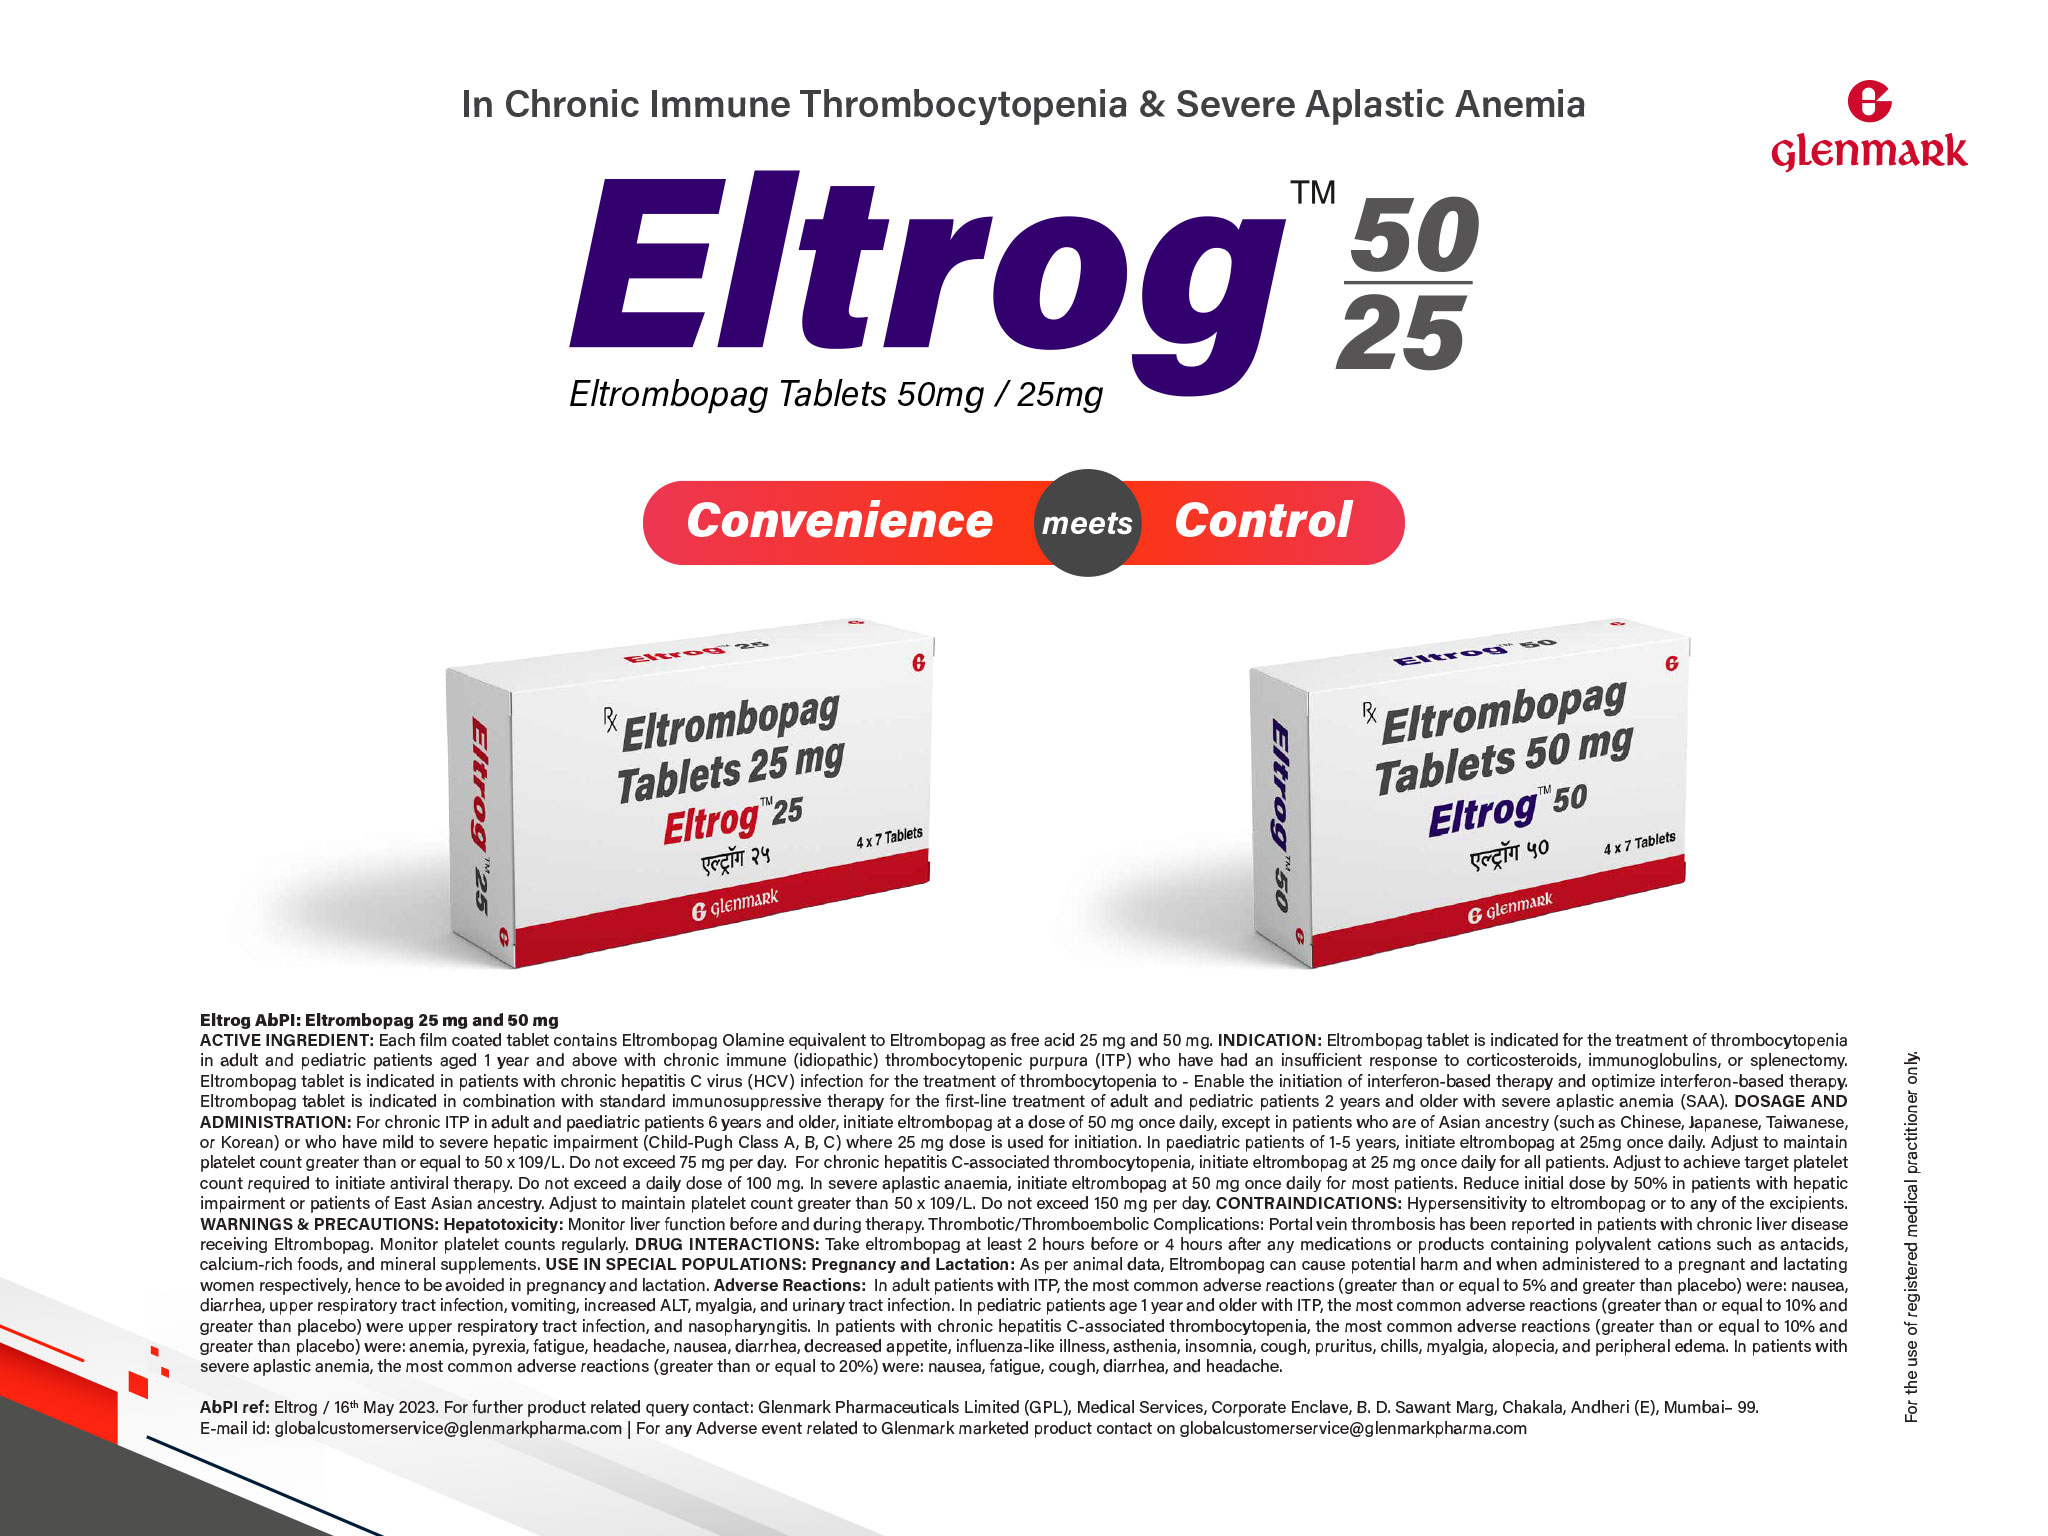 In Chronic Immune Thrombocytopenia & Severe Aplastic Anemia
glenmark
Eltrog™ 50
25
Eltrombopag Tablets 50mg / 25mg
Convenience meets Control
Eltrog™ 25
Eltrog™ 25
Rx Eltrombopag
Tablets 25 mg
Eltrog™ 25
एल्ट्रॉग २५
4 x 7 Tablets
glenmark
Eltrog™ 50
Eltrog™ 50
Rx Eltrombopag
Tablets 50 mg
Eltrog™ 50
एल्ट्रॉग ५०
4 x 7 Tablets
glenmark
Eltrog AbPI: Eltrombopag 25 mg and 50 mg
ACTIVE INGREDIENT: Each film coated tablet contains Eltrombopag Olamine equivalent to Eltrombopag as free acid 25 mg and 50 mg. INDICATION: Eltrombopag tablet is indicated for the treatment of thrombocytopenia
in adult and pediatric patients aged 1 year and above with chronic immune (idiopathic) thrombocytopenic purpura (ITP) who have had an insufficient response to corticosteroids, immunoglobulins, or splenectomy.
Eltrombopag tablet is indicated in patients with chronic hepatitis C virus (HCV) infection for the treatment of thrombocytopenia to - Enable the initiation of interferon-based therapy and optimize interferon-based therapy.
Eltrombopag tablet is indicated in combination with standard immunosuppressive therapy for the first-line treatment of adult and pediatric patients 2 years and older with severe aplastic anemia (SAA). DOSAGE AND
ADMINISTRATION: For chronic ITP in adult and paediatric patients 6 years and older, initiate eltrombopag at a dose of 50 mg once daily, except in patients who are of Asian ancestry (such as Chinese, Japanese, Taiwanese,
or Korean) or who have mild to severe hepatic impairment (Child-Pugh Class A, B, C) where 25 mg dose is used for initiation. In paediatric patients of 1-5 years, initiate eltrombopag at 25mg once daily. Adjust to maintain
platelet count greater than or equal to 50 x 109/L. Do not exceed 75 mg per day. For chronic hepatitis C-associated thrombocytopenia, initiate eltrombopag at 25 mg once daily for all patients. Adjust to achieve target platelet
count required to initiate antiviral therapy. Do not exceed a daily dose of 100 mg. In severe aplastic anaemia, initiate eltrombopag at 50 mg once daily for most patients. Reduce initial dose by 50% in patients with hepatic
impairment or patients of East Asian ancestry. Adjust to maintain platelet count greater than 50 x 109/L. Do not exceed 150 mg per day. CONTRAINDICATIONS: Hypersensitivity to eltrombopag or to any of the excipients.
WARNINGS & PRECAUTIONS: Hepatotoxicity: Monitor liver function before and during therapy. Thrombotic/Thromboembolic Complications: Portal vein thrombosis has been reported in patients with chronic liver disease
receiving Eltrombopag. Monitor platelet counts regularly. DRUG INTERACTIONS: Take eltrombopag at least 2 hours before or 4 hours after any medications or products containing polyvalent cations such as antacids,
calcium-rich foods, and mineral supplements. USE IN SPECIAL POPULATIONS: Pregnancy and Lactation: As per animal data, Eltrombopag can cause potential harm and when administered to a pregnant and lactating
women respectively, hence to be avoided in pregnancy and lactation. Adverse Reactions: In adult patients with ITP, the most common adverse reactions (greater than or equal to 5% and greater than placebo) were: nausea,
diarrhea, upper respiratory tract infection, vomiting, increased ALT, myalgia, and urinary tract infection. In pediatric patients age 1 year and older with ITP, the most common adverse reactions (greater than or equal to 10% and
greater than placebo) were upper respiratory tract infection, and nasopharyngitis. In patients with chronic hepatitis C-associated thrombocytopenia, the most common adverse reactions (greater than or equal to 10% and
greater than placebo) were: anemia, pyrexia, fatigue, headache, nausea, diarrhea, decreased appetite, influenza-like illness, asthenia, insomnia, cough, pruritus, chills, myalgia, alopecia, and peripheral edema. In patients with
severe aplastic anemia, the most common adverse reactions (greater than or equal to 20%) were: nausea, fatigue, cough, diarrhea, and headache.
AbPI ref: Eltrog / 16th May 2023. For further product related query contact: Glenmark Pharmaceuticals Limited (GPL), Medical Services, Corporate Enclave, B. D. Sawant Marg, Chakala, Andheri (E), Mumbai– 99.
E-mail id: globalcustomerservice@glenmarkpharma.com | For any Adverse event related to Glenmark marketed product contact on globalcustomerservice@glenmarkpharma.com
For the use of registered medical practitioner only.